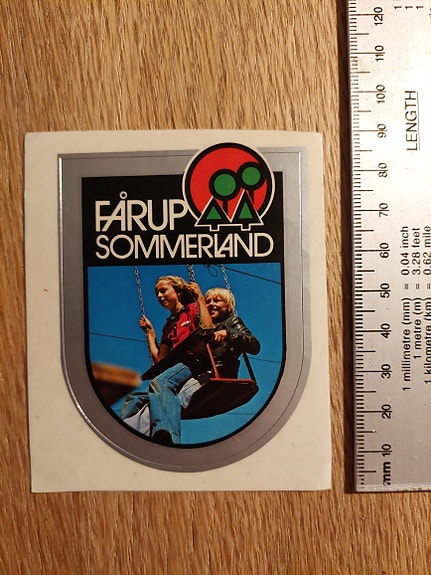 FÅRUP
SOMMERLAND
120
110
100
90
80
70
60
50
40
30
20
mm 10
LENGTH
1 millimetre (mm) = 0.04 inch
1 metre (m) = 3.28 feet
1 kilometre (km) = 0.62 mile